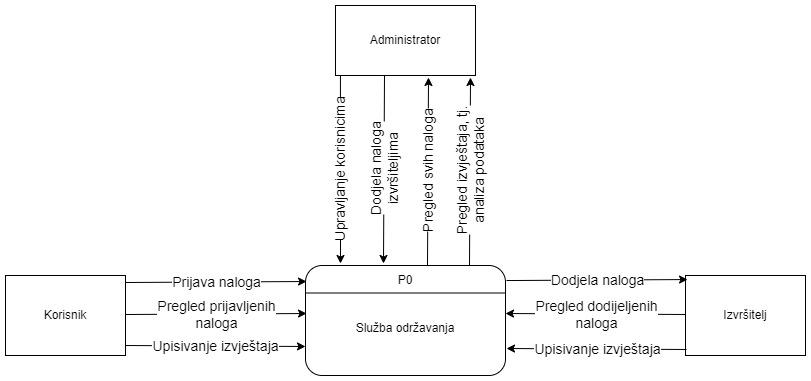 Administrator
Upravljanje korisnicima
Dodjela naloga
izvršiteljima
Pregled svih naloga
Pregled izvještaja, tj.
analiza podataka
Korisnik
Prijava naloga
Pregled prijavljenih
naloga
Upisivanje izvještaja
P0
Služba održavanja
Dodjela naloga
Pregled dodijeljenih
naloga
Upisivanje izvještaja
Izvršitelj